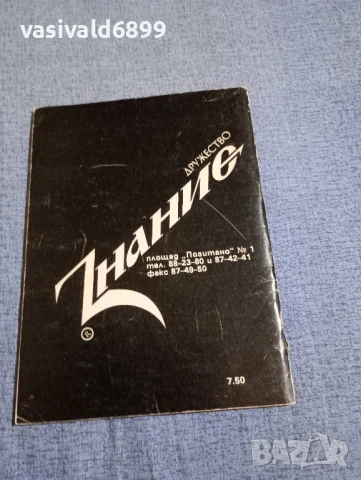 vasivald6899
ДРУЖЕСТВО
Знание
®
площад „Позитано" № 1
тел. 88-23-80 и 87-42-41
факс 87-49-50
7.50
BAZAR